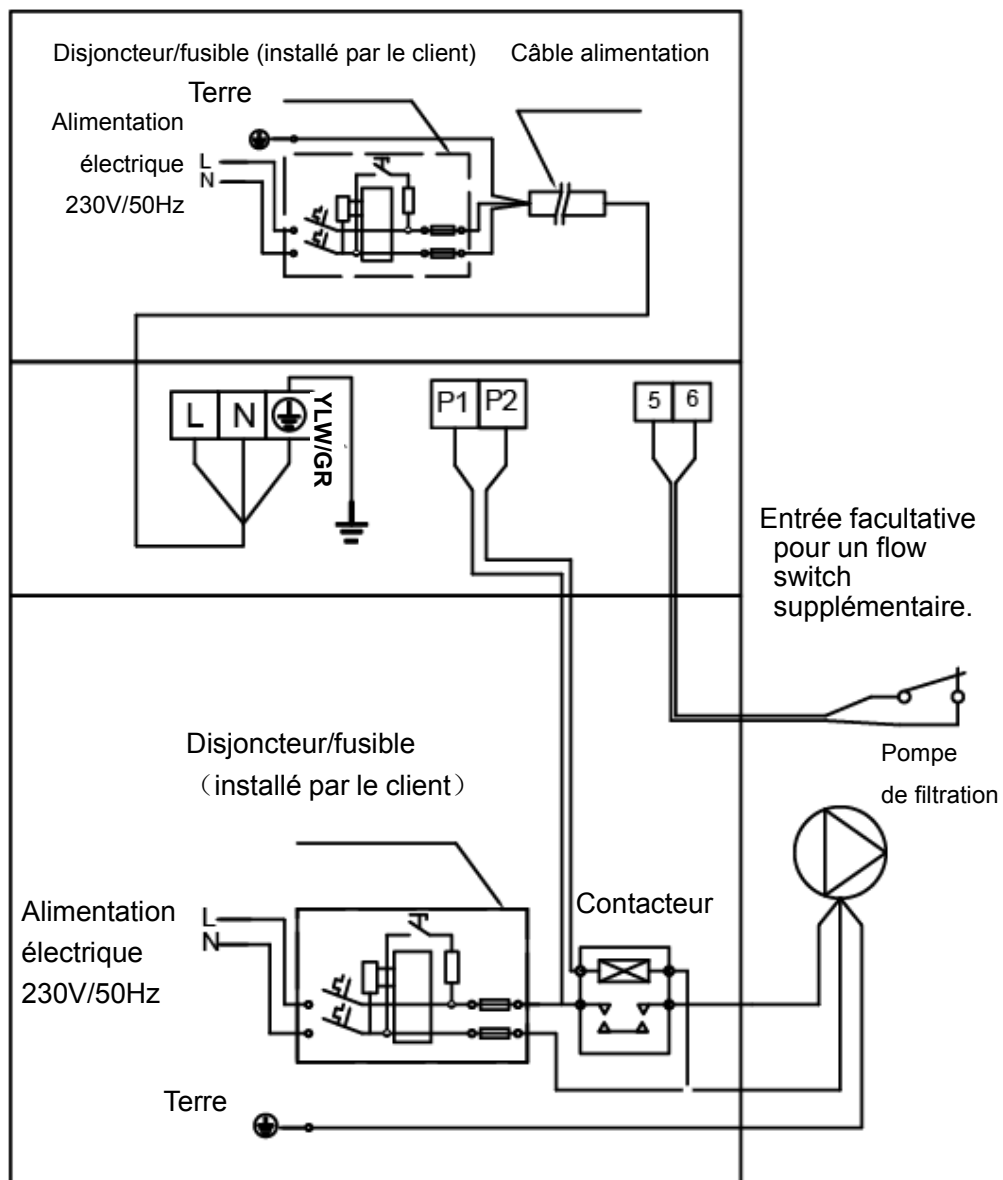 Disjoncteur/fusible (installé par le client)
Câble alimentation
Terre
Alimentation
électrique
230V/50Hz
L
N
L
N
YLW/GR
P1
P2
5
6
Entrée facultative
pour un flow
switch
supplémentaire.
Disjoncteur/fusible
（installé par le client）
Pompe
de filtration
Contacteur
Alimentation
électrique
230V/50Hz
L
N
Terre